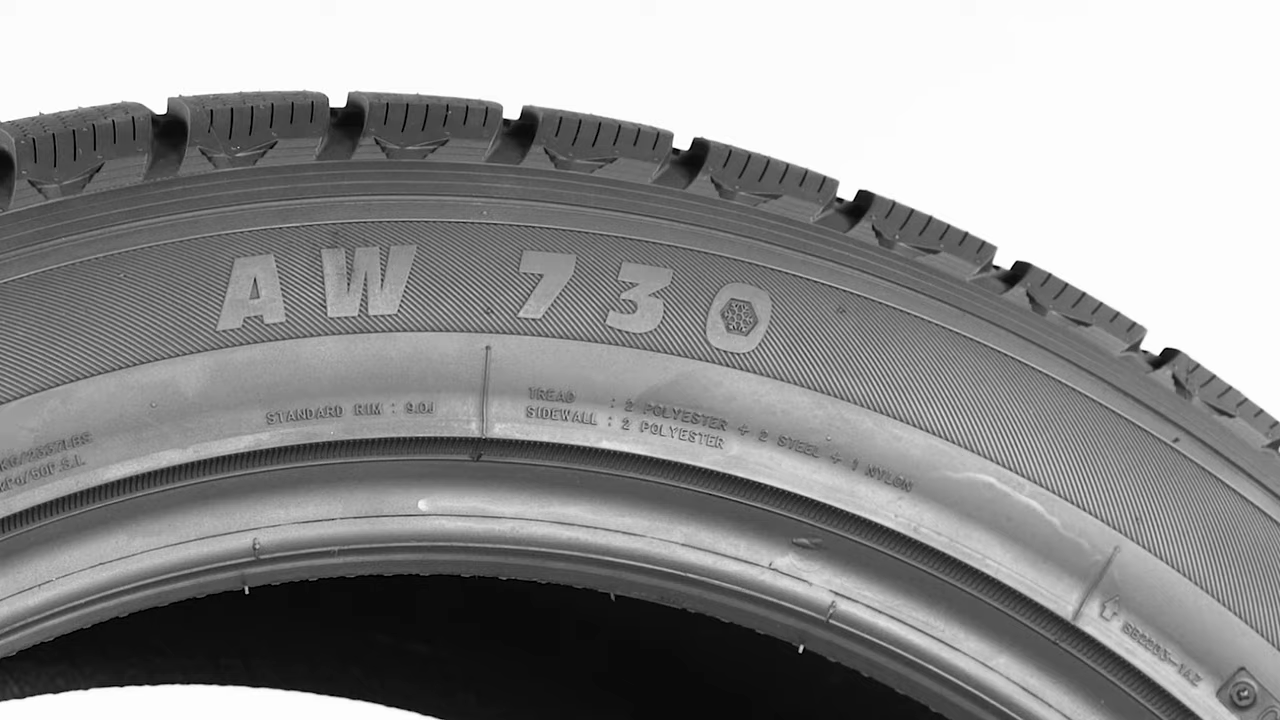 AW 730
STANDARD RIM : 9.0J
TREAD : 2 POLYESTER + 2 STEEL + 1 NYLON
SIDEWALL : 2 POLYESTER